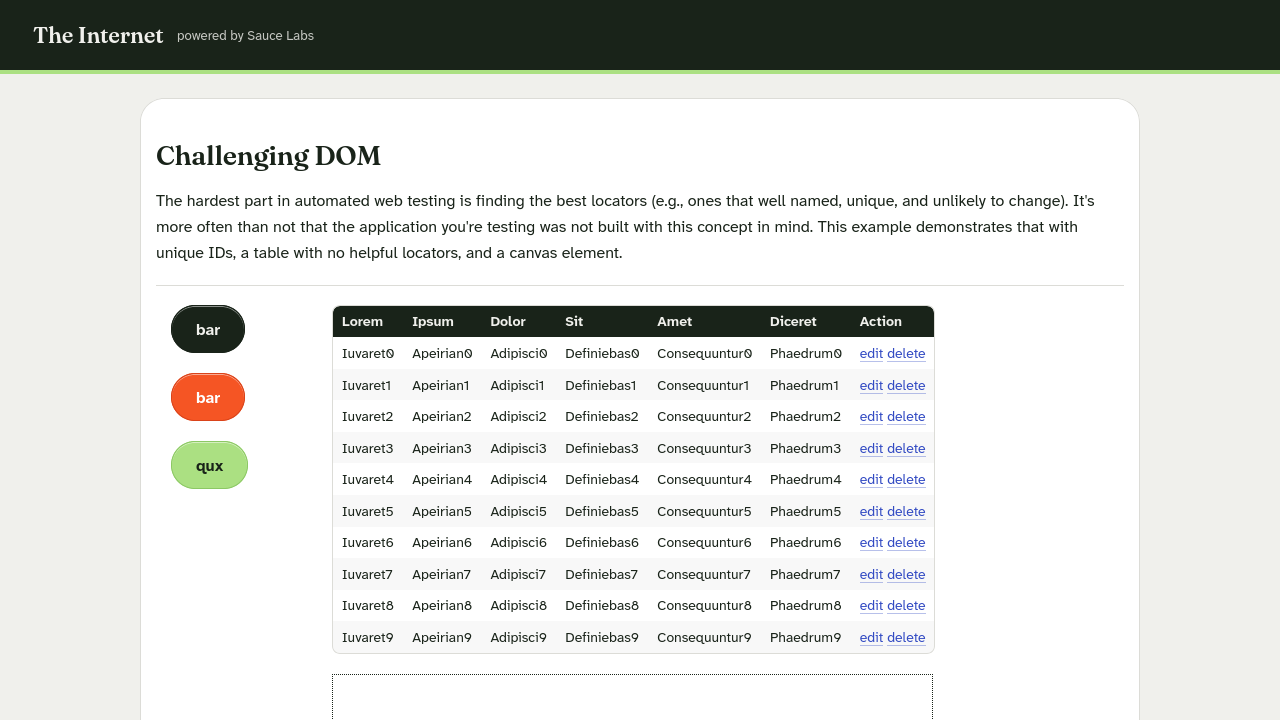 The Internet powered by Sauce Labs
Challenging DOM
The hardest part in automated web testing is finding the best locators (e.g., ones that well named, unique, and unlikely to change). It's
more often than not that the application you're testing was not built with this concept in mind. This example demonstrates that with
unique IDs, a table with no helpful locators, and a canvas element.
bar
bar
qux
Lorem Ipsum Dolor Sit Amet Diceret Action
Iuvaret0 Apeirian0 Adipisci0 Definiebas0 Consequuntur0 Phaedrum0 edit delete
Iuvaret1 Apeirian1 Adipisci1 Definiebas1 Consequuntur1 Phaedrum1 edit delete
Iuvaret2 Apeirian2 Adipisci2 Definiebas2 Consequuntur2 Phaedrum2 edit delete
Iuvaret3 Apeirian3 Adipisci3 Definiebas3 Consequuntur3 Phaedrum3 edit delete
Iuvaret4 Apeirian4 Adipisci4 Definiebas4 Consequuntur4 Phaedrum4 edit delete
Iuvaret5 Apeirian5 Adipisci5 Definiebas5 Consequuntur5 Phaedrum5 edit delete
Iuvaret6 Apeirian6 Adipisci6 Definiebas6 Consequuntur6 Phaedrum6 edit delete
Iuvaret7 Apeirian7 Adipisci7 Definiebas7 Consequuntur7 Phaedrum7 edit delete
Iuvaret8 Apeirian8 Adipisci8 Definiebas8 Consequuntur8 Phaedrum8 edit delete
Iuvaret9 Apeirian9 Adipisci9 Definiebas9 Consequuntur9 Phaedrum9 edit delete